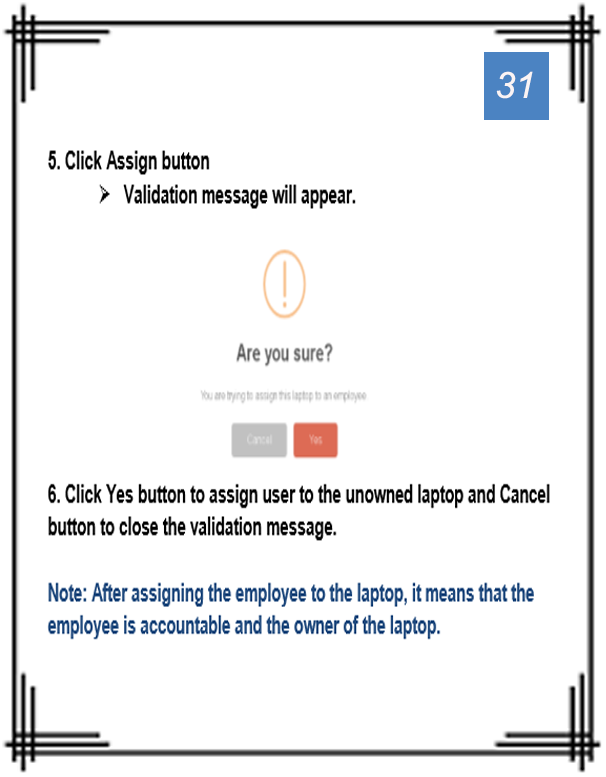 31
5. Click Assign button
➢ Validation message will appear.
Are you sure?
You are trying to assign this laptop to an employee
Cancel Yes
6. Click Yes button to assign user to the unowned laptop and Cancel
button to close the validation message.
Note: After assigning the employee to the laptop, it means that the
employee is accountable and the owner of the laptop.